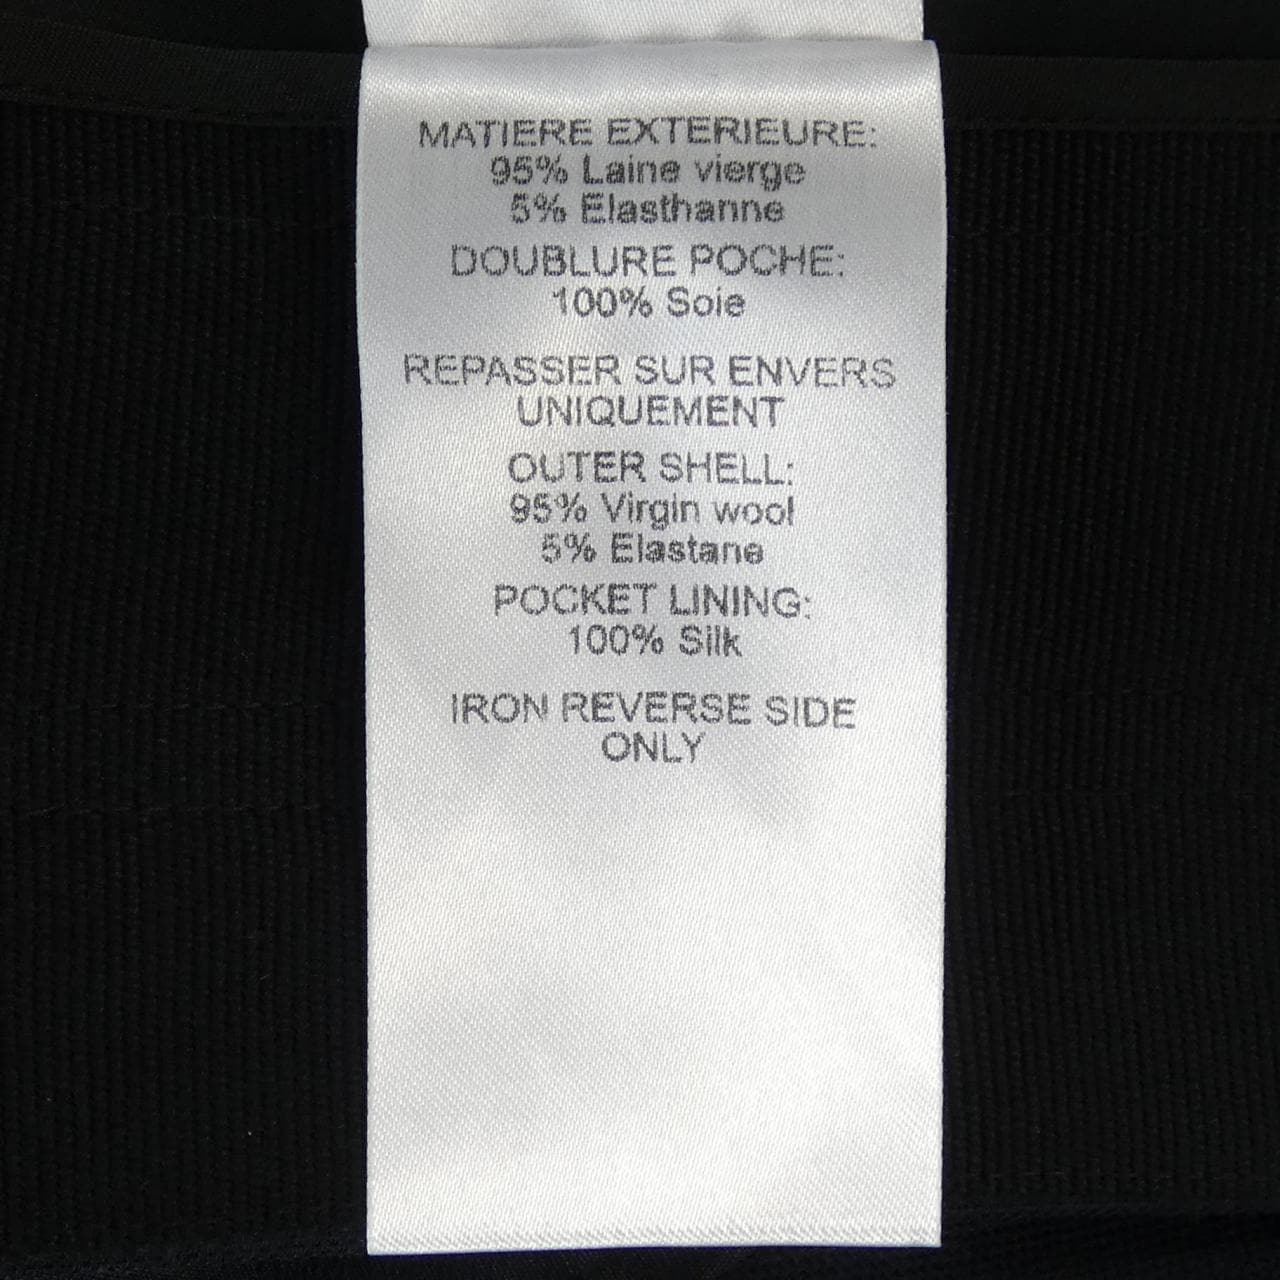 MATIERE EXTERIEURE:
95% Laine vierge
5% Elasthanne
DOUBLURE POCHE:
100% Soie
REPASSER SUR ENVERS
UNIQUEMENT
OUTER SHELL:
95% Virgin wool
5% Elastane
POCKET LINING:
100% Silk
IRON REVERSE SIDE
ONLY